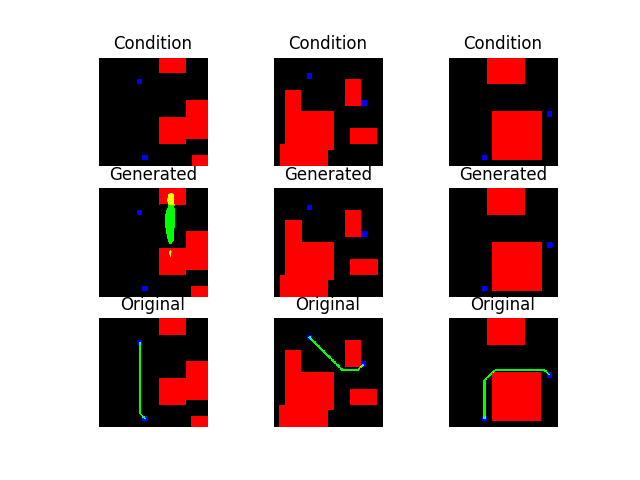 Condition Condition Condition
Generated Generated Generated
Original Original Original